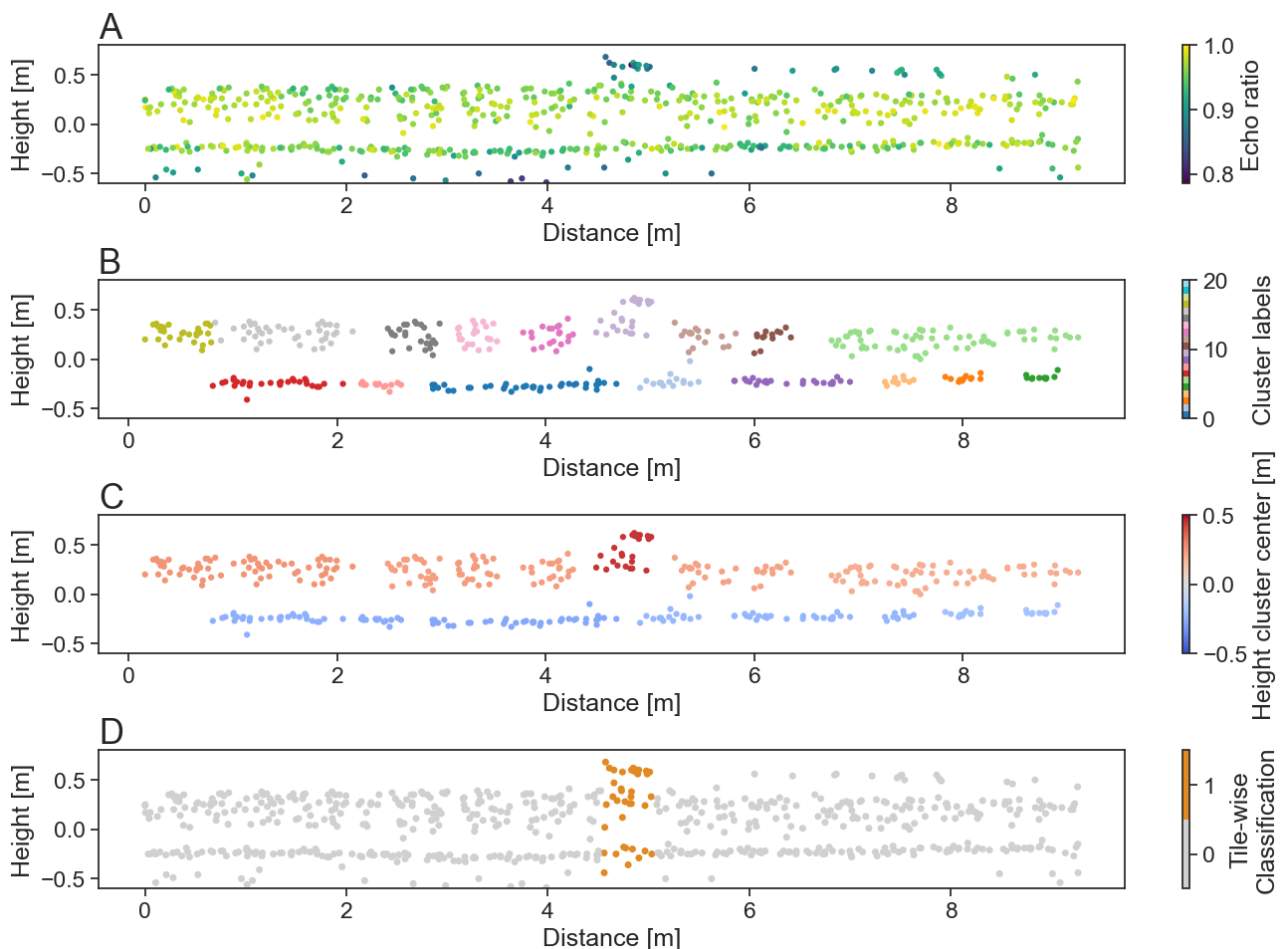 A
Height [m]
0.5
0.0
−0.5
0
2
4
6
8
Distance [m]
1.0
0.9
0.8
Echo ratio
B
Height [m]
0.5
0.0
−0.5
0
2
4
6
8
Distance [m]
20
10
0
Cluster labels
C
Height [m]
0.5
0.0
−0.5
0
2
4
6
8
Distance [m]
0.5
0.0
−0.5
Height cluster center [m]
D
Height [m]
0.5
0.0
−0.5
0
2
4
6
8
Distance [m]
1
0
Tile-wise
Classification